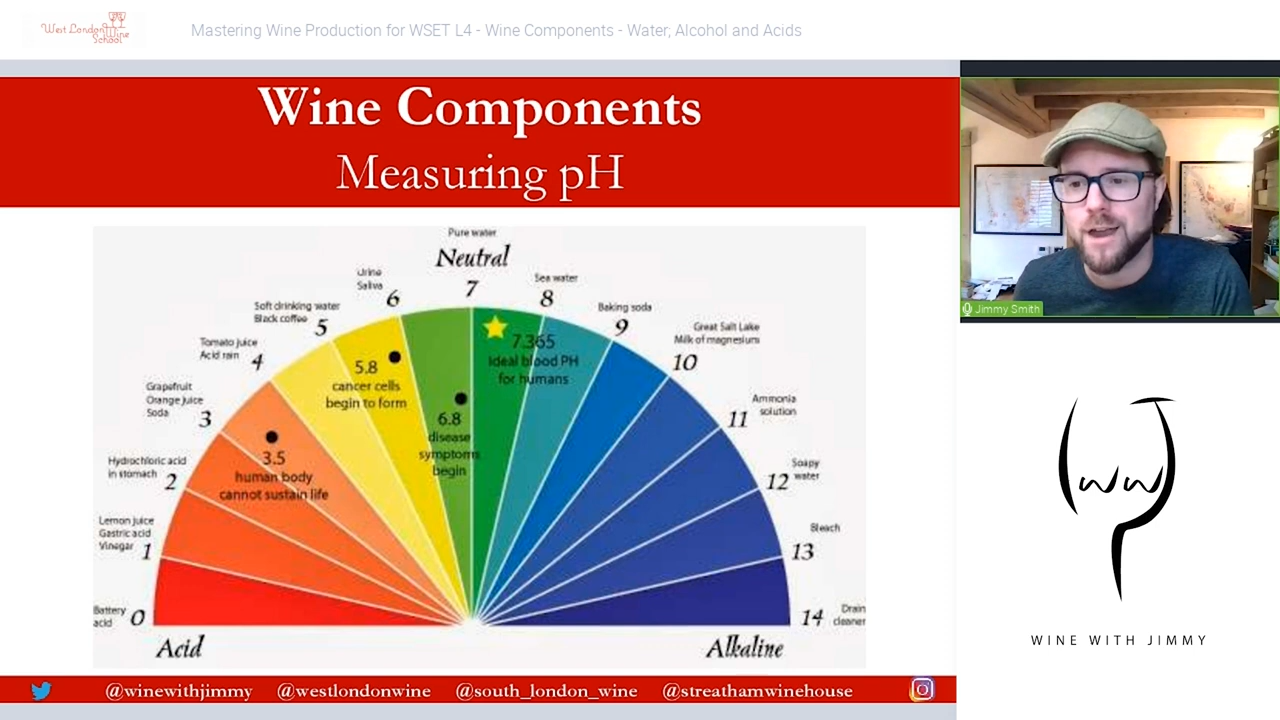 West London Wine School
Mastering Wine Production for WSET L4 - Wine Components - Water, Alcohol and Acids
Wine Components
Measuring pH
Pure water
Neutral
7
Urine
Saliva
6
Sea water
8
Soft drinking water
Black coffee
5
Baking soda
9
Tomato juice
Acid rain
4
Great Salt Lake
Milk of magnesium
10
Grapefruit
Orange juice
Soda
3
Ammonia
solution
11
Hydrochloric acid
in stomach
2
Soapy
water
12
Lemon juice
Gastric acid
Vinegar
1
Bleach
13
Battery
acid
0
Drain
cleaner
14
3.5
human body
cannot sustain life
5.8
cancer cells
begin to form
6.8
disease
symptoms
begin
7.365
Ideal blood PH
for humans
Acid
Alkaline
@winewithjimmy @westlondonwine @south_london_wine @streathamwinehouse
Jimmy Smith
WW
WINE WITH JIMMY